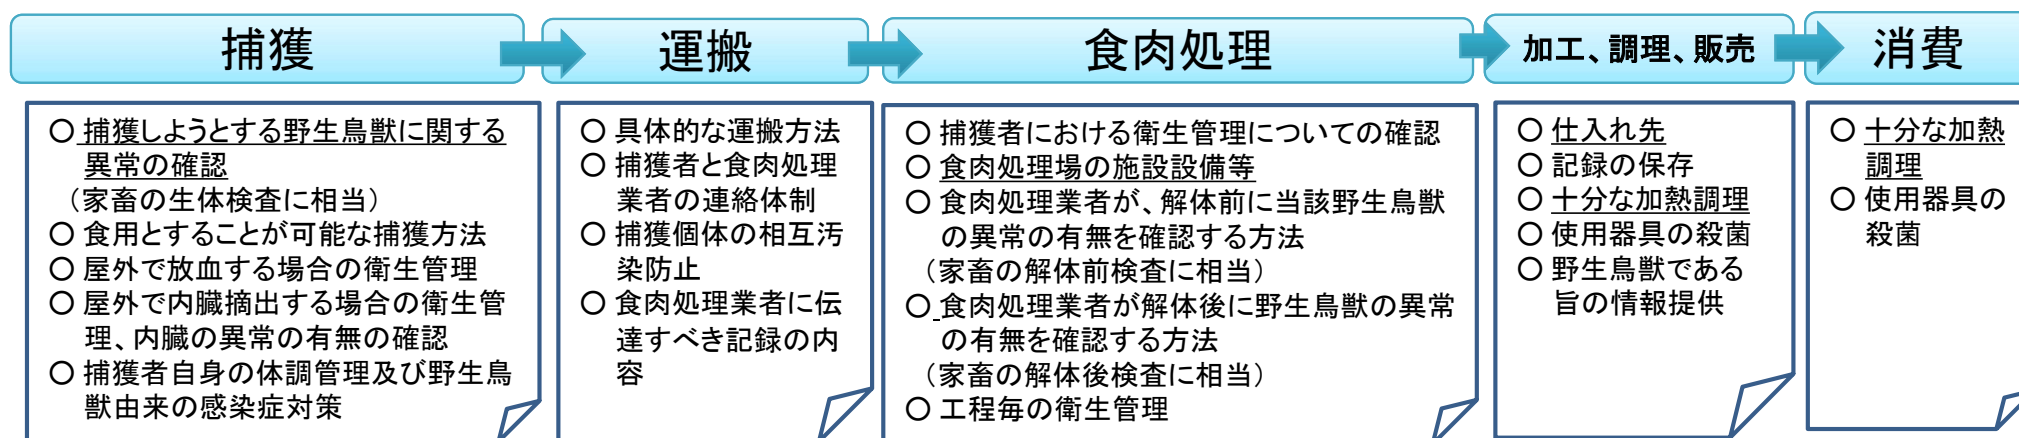 捕獲
運搬
食肉処理
加工、調理、販売
消費
〇 捕獲しようとする野生鳥獣に関する
異常の確認
（家畜の生体検査に相当）
〇 食用とすることが可能な捕獲方法
〇 屋外で放血する場合の衛生管理
〇 屋外で内臓摘出する場合の衛生管
理、内臓の異常の有無の確認
〇 捕獲者自身の体調管理及び野生鳥
獣由来の感染症対策
〇 具体的な運搬方法
〇 捕獲者と食肉処理
業者の連絡体制
〇 捕獲個体の相互汚
染防止
〇 食肉処理業者に伝
達すべき記録の内
容
〇 捕獲者における衛生管理についての確認
〇 食肉処理場の施設設備等
〇 食肉処理業者が、解体前に当該野生鳥獣
の異常の有無を確認する方法
（家畜の解体前検査に相当）
〇 食肉処理業者が解体後に野生鳥獣の異常
の有無を確認する方法
（家畜の解体後検査に相当）
〇 工程毎の衛生管理
〇 仕入れ先
〇 記録の保存
〇 十分な加熱調理
〇 使用器具の殺菌
〇 野生鳥獣である
旨の情報提供
〇 十分な加熱
調理
〇 使用器具の
殺菌